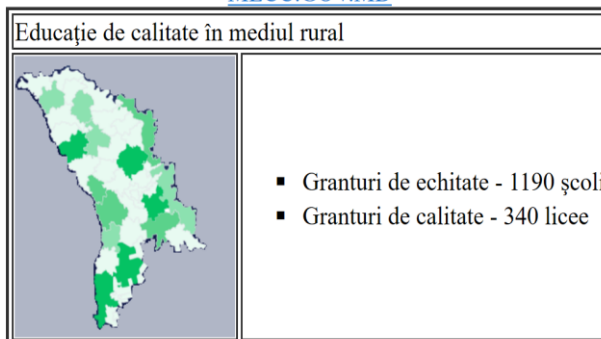 Educaţie de calitate în mediul rural
Granturi de echitate - 1190 şcoli
Granturi de calitate - 340 licee